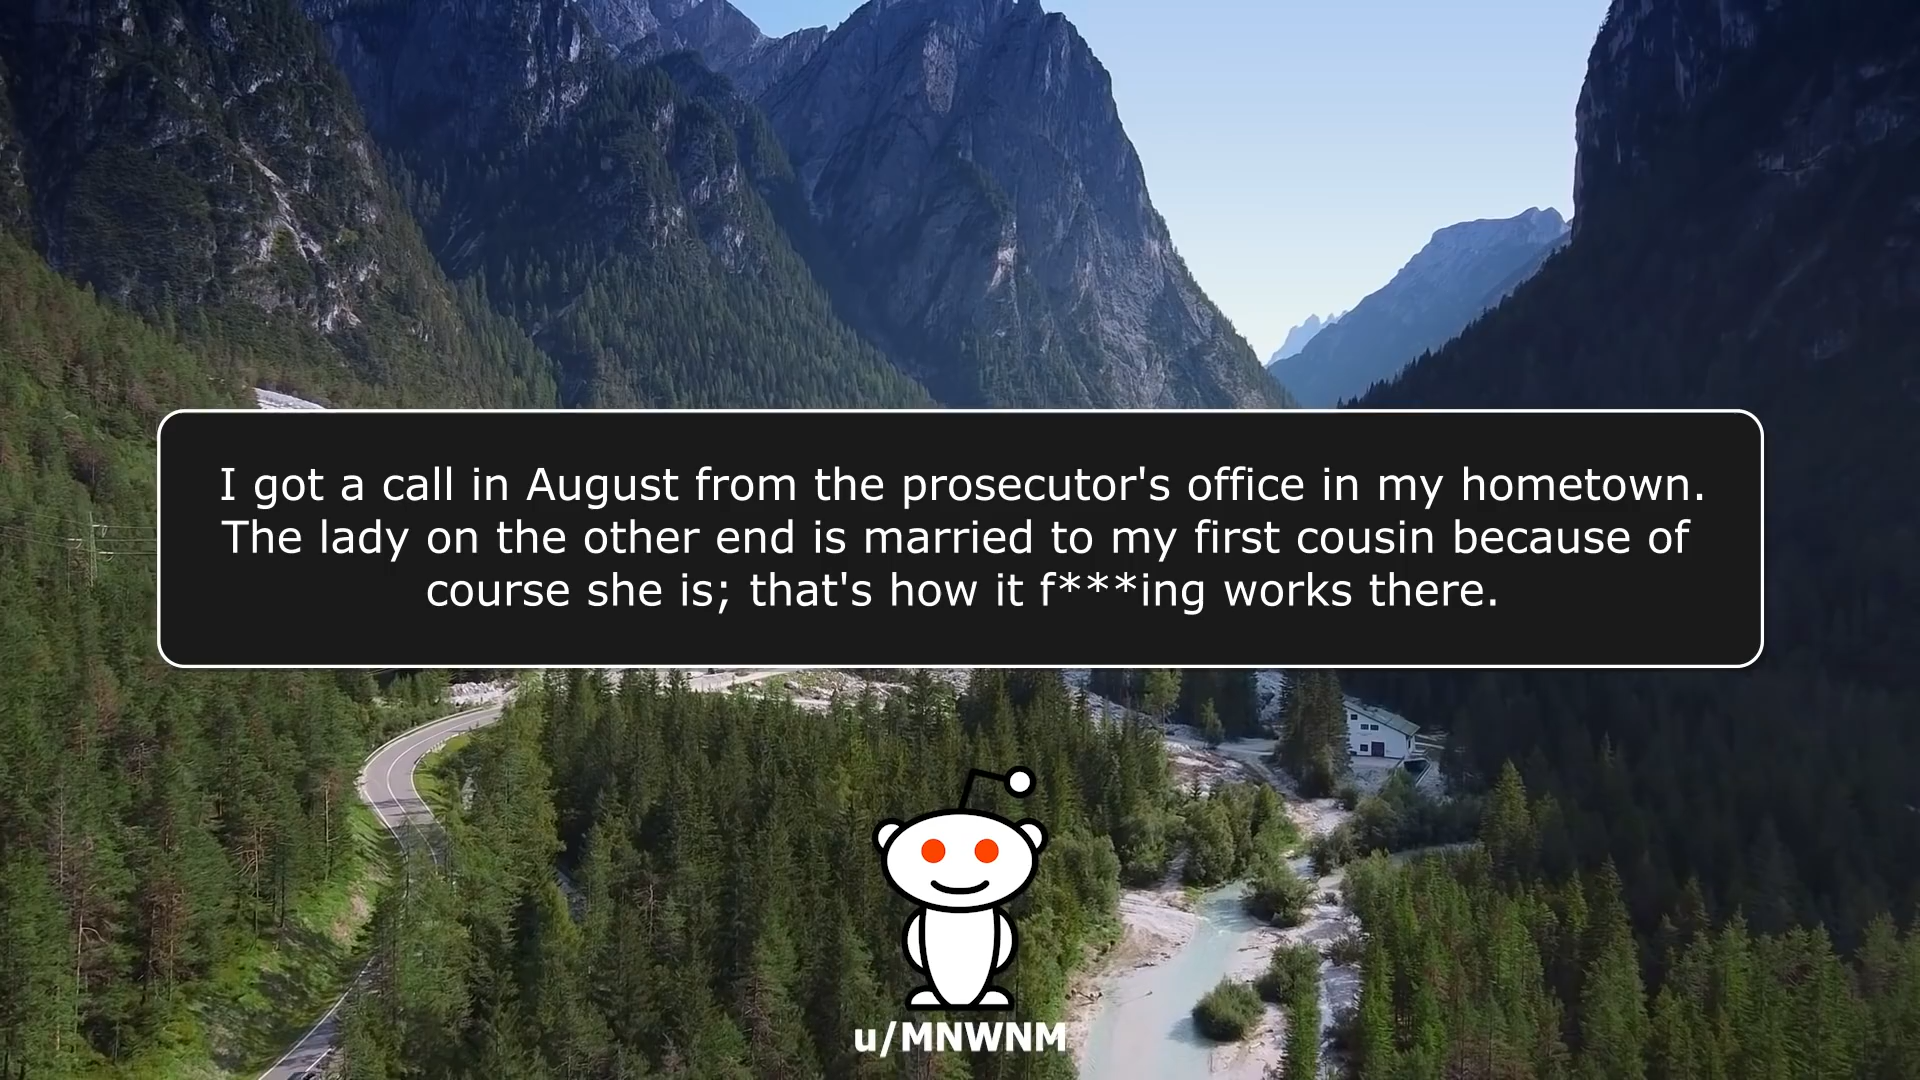 I got a call in August from the prosecutor's office in my hometown.
The lady on the other end is married to my first cousin because of
course she is; that's how it f***ing works there.
u/MNWNM